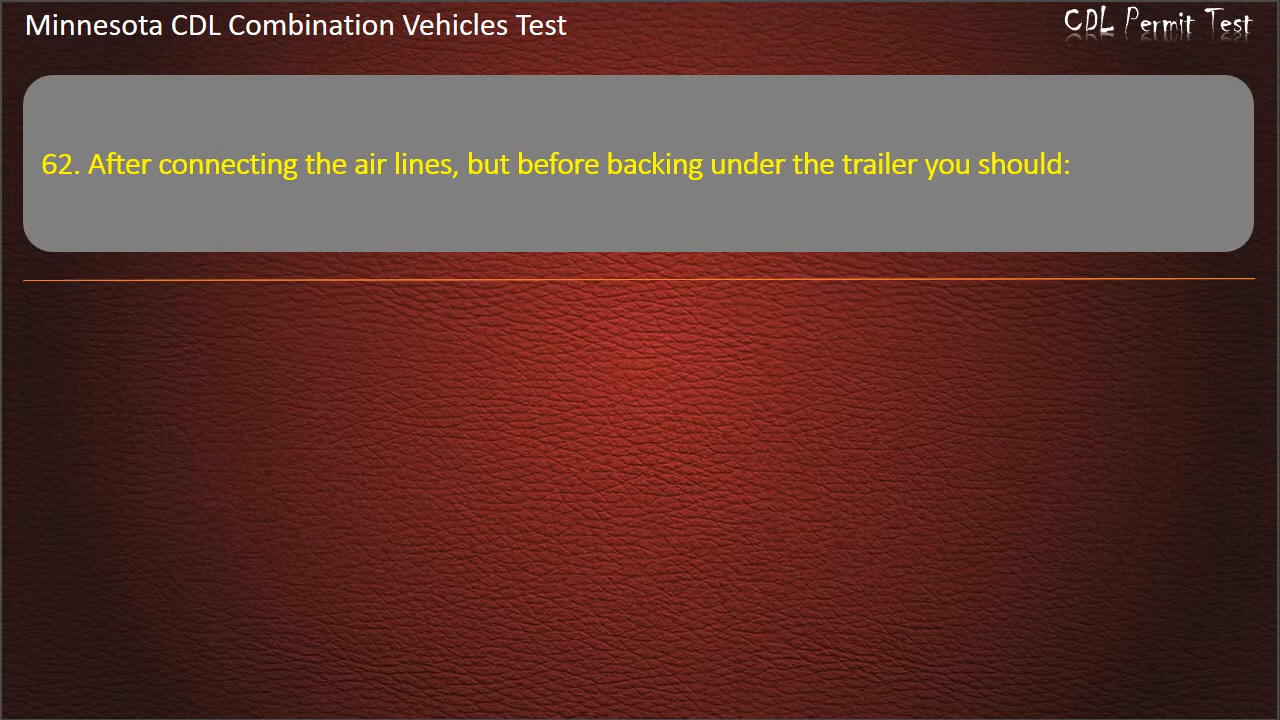 Minnesota CDL Combination Vehicles Test
CDL Permit Test
62. After connecting the air lines, but before backing under the trailer you should: